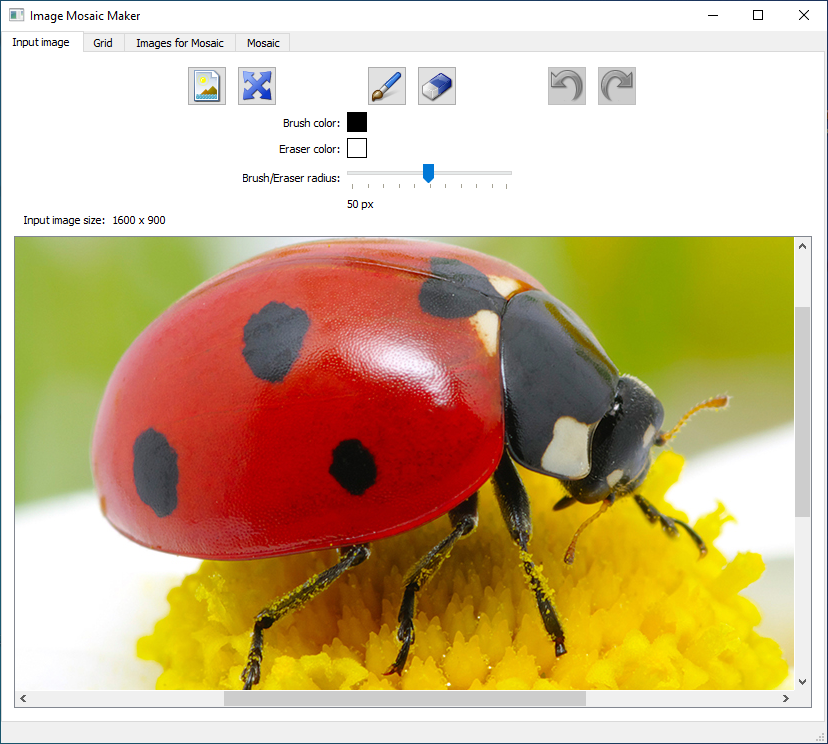 Image Mosaic Maker
Input image
Grid
Images for Mosaic
Mosaic
Brush color:
Eraser color:
Brush/Eraser radius:
50 px
Input image size: 1600 x 900